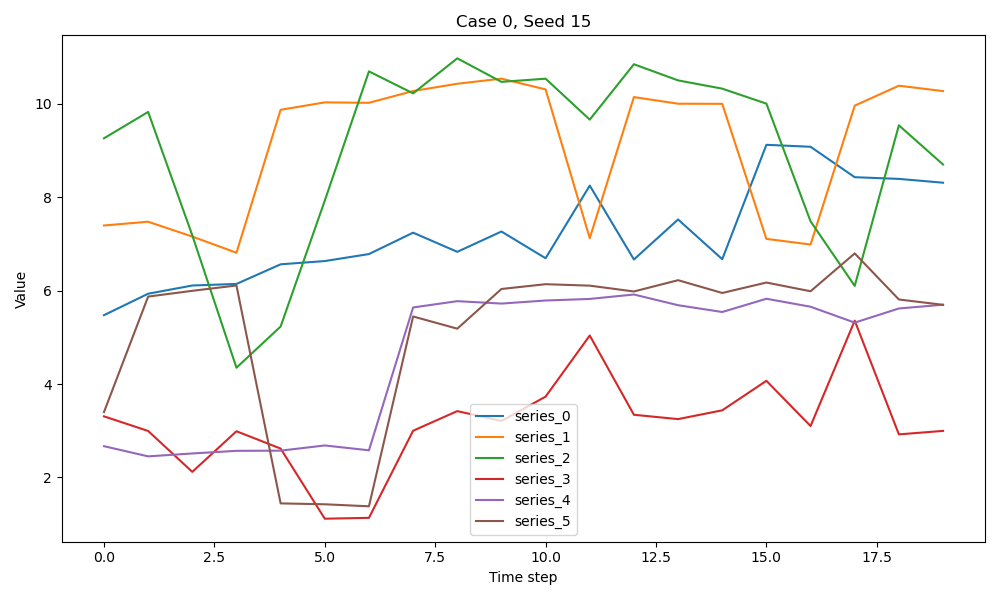 Case 0, Seed 15
Value
10
8
6
4
2
series_0
series_1
series_2
series_3
series_4
series_5
0.0 2.5 5.0 7.5 10.0 12.5 15.0 17.5
Time step